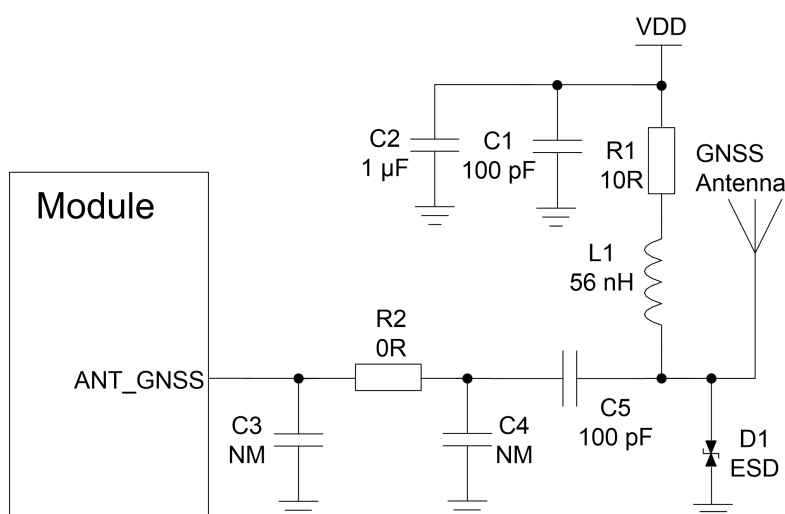 VDD
C2
1 µF
C1
100 pF
R1
10R
GNSS
Antenna
Module
L1
56 nH
R2
0R
ANT_GNSS
C3
NM
C4
NM
C5
100 pF
D1
ESD